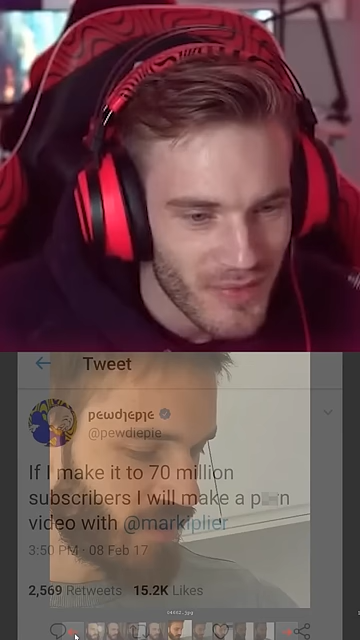 Tweet
pewdiepie
@pewdiepie
If I make it to 70 million
subscribers I will make a p n
video with @markiplier
3:50 PM · 08 Feb 17
2,569 Retweets 15.2K Likes